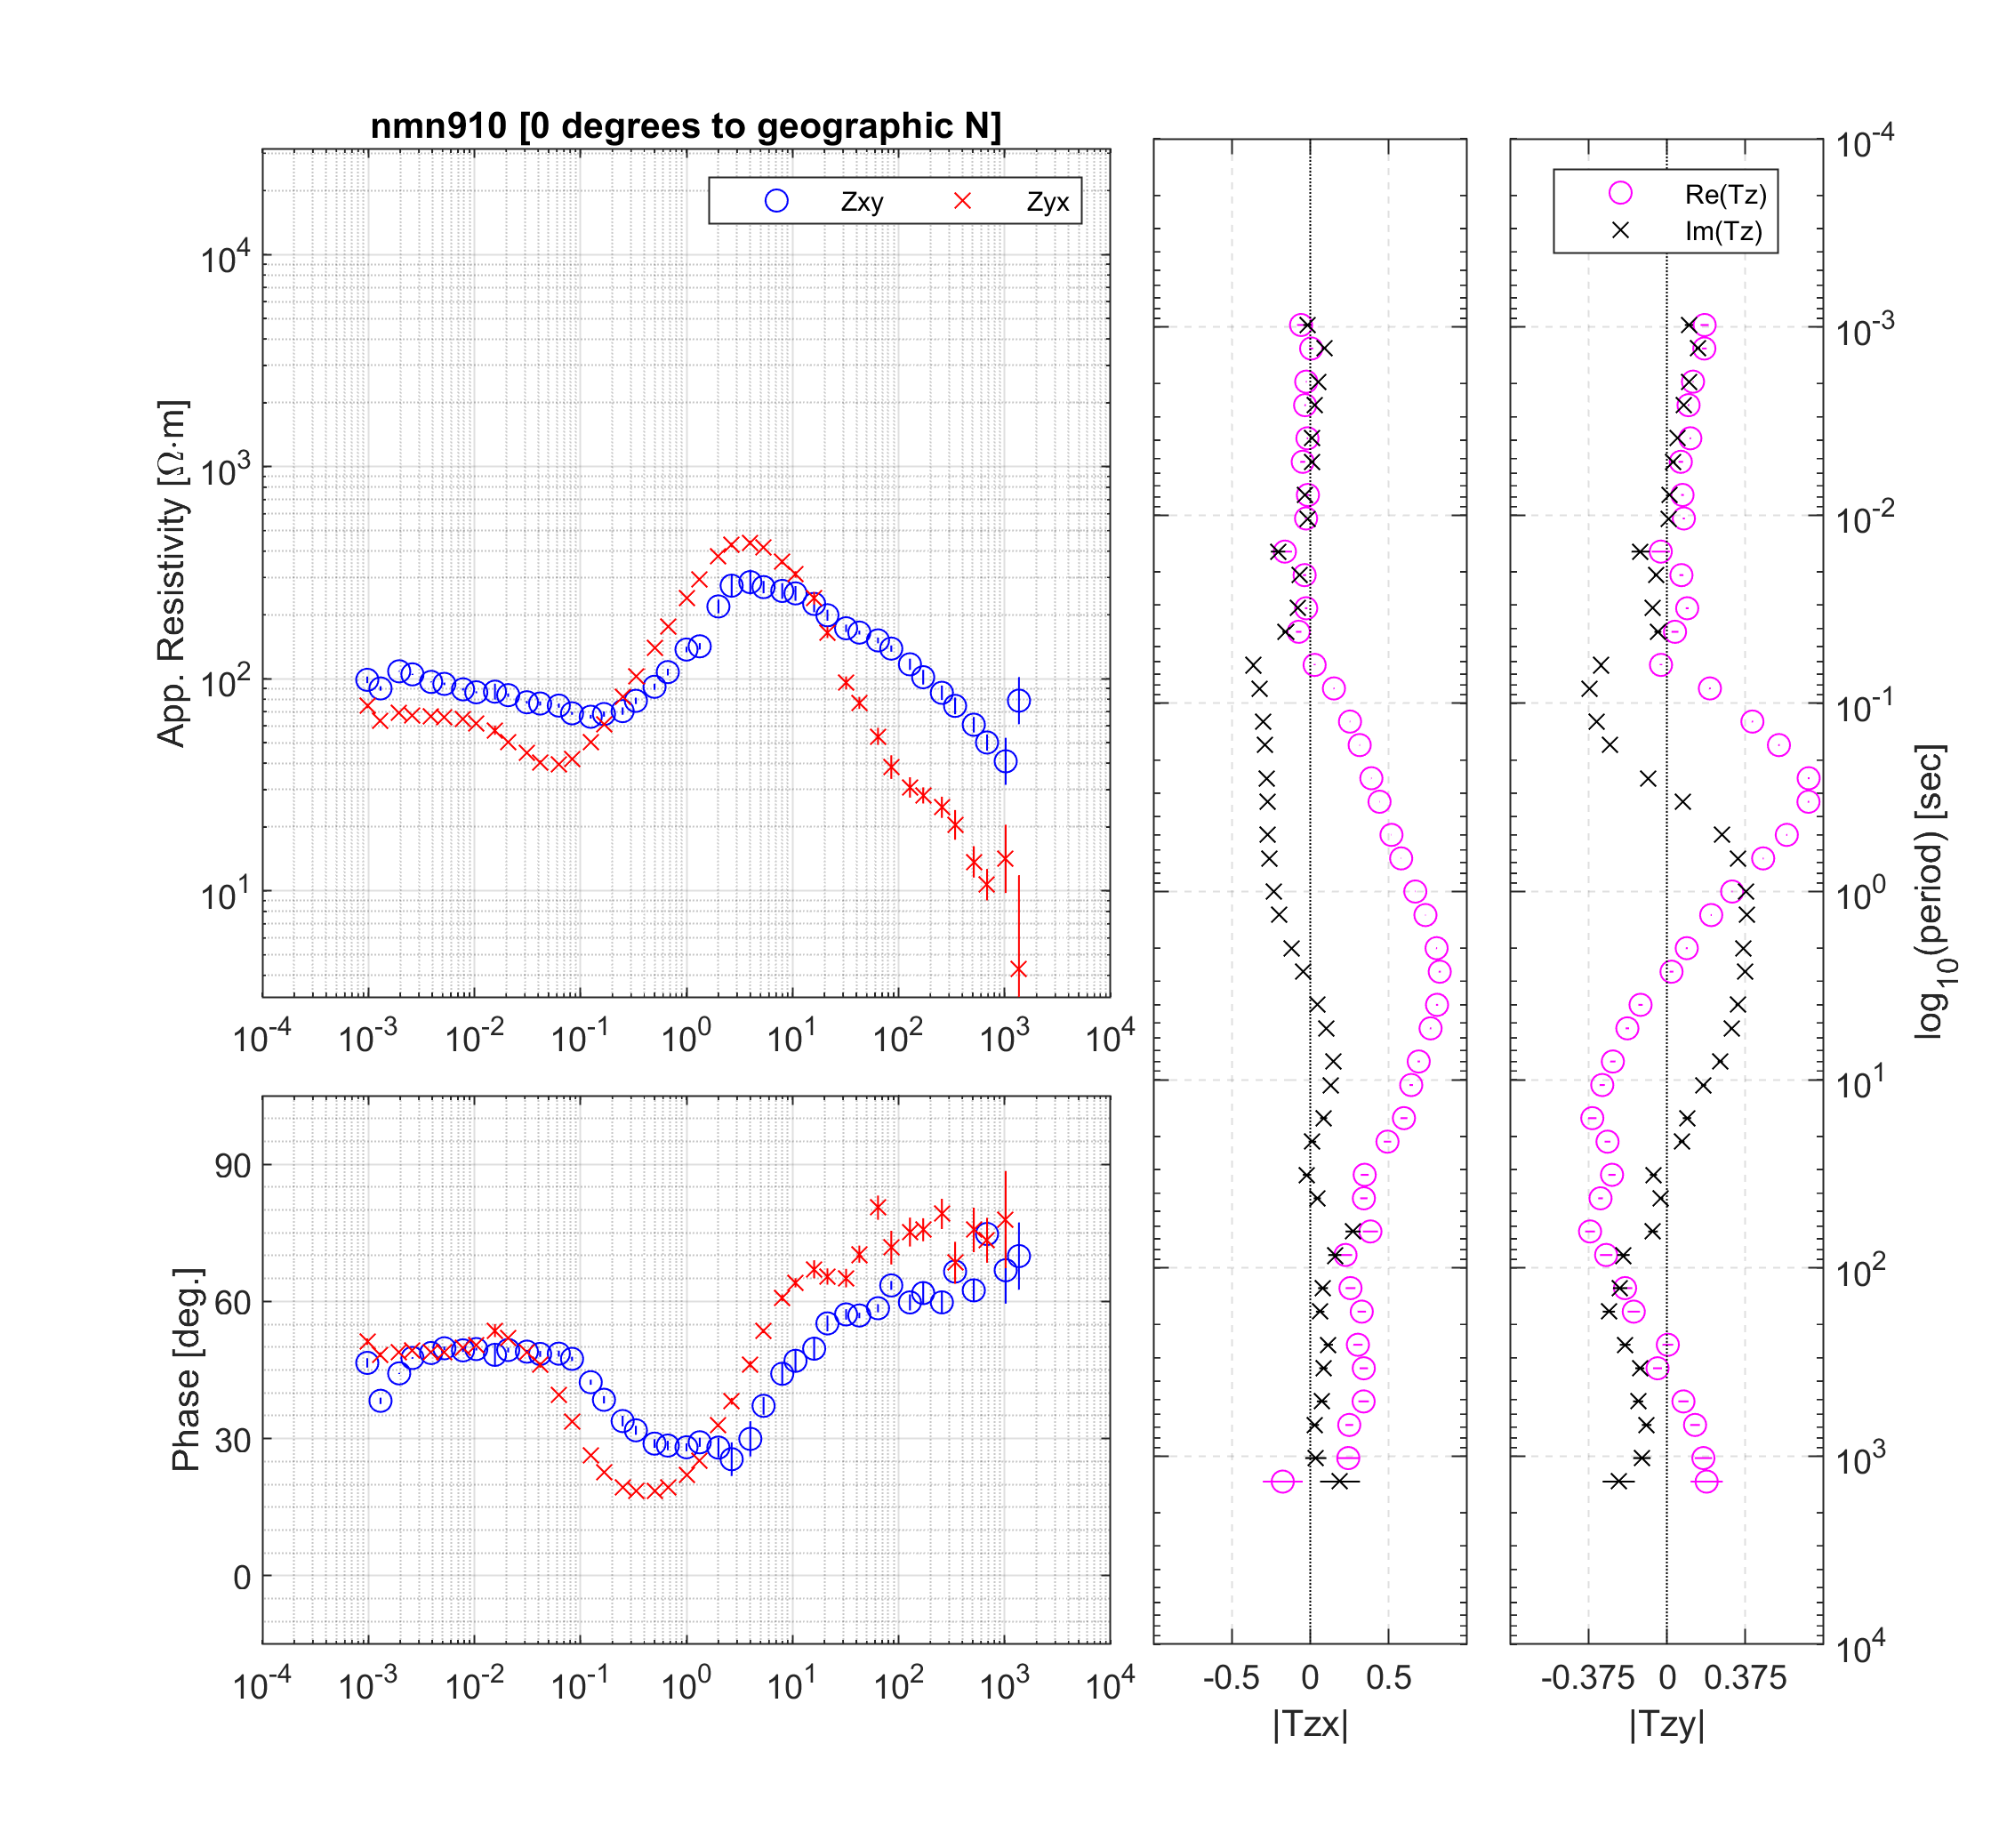 nmn910 [0 degrees to geographic N]
Zxy Zyx
App. Resistivity [Ω·m]
10^4
10^3
10^2
10^1
10^-4 10^-3 10^-2 10^-1 10^0 10^1 10^2 10^3 10^4
Phase [deg.]
90
60
30
0
10^-4 10^-3 10^-2 10^-1 10^0 10^1 10^2 10^3 10^4
-0.5 0 0.5
|Tzx|
Re(Tz)
Im(Tz)
-0.375 0 0.375
|Tzy|
10^-4
10^-3
10^-2
10^-1
10^0
10^1
10^2
10^3
10^4
log_10(period) [sec]